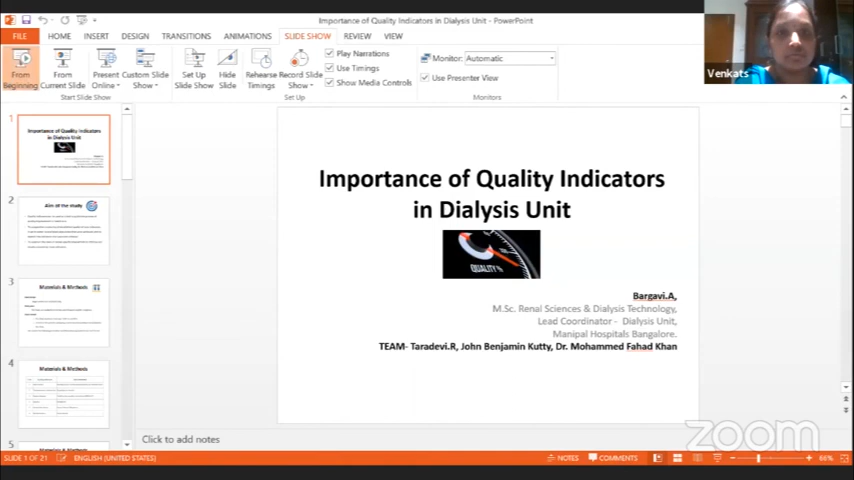 Importance of Quality Indicators in Dialysis Unit - PowerPoint
FILE HOME INSERT DESIGN TRANSITIONS ANIMATIONS SLIDE SHOW REVIEW VIEW
From Beginning
From Current Slide
Present Online
Custom Slide Show
Start Slide Show
Set Up Slide Show
Hide Slide
Rehearse Timings
Record Slide Show
Play Narrations
Use Timings
Show Media Controls
Set Up
Monitor: Automatic
Use Presenter View
Monitors
Venkats
1
Importance of Quality Indicators
in Dialysis Unit
2
Aim of the study
3
Materials & Methods
4
Materials & Methods
5
Importance of Quality Indicators
in Dialysis Unit
QUALITY %
Bargavi.A,
M.Sc. Renal Sciences & Dialysis Technology,
Lead Coordinator - Dialysis Unit,
Manipal Hospitals Bangalore.
TEAM- Taradevi.R, John Benjamin Kutty, Dr. Mohammed Fahad Khan
Click to add notes
zoom
SLIDE 1 OF 21 ENGLISH (UNITED STATES) NOTES COMMENTS 66%